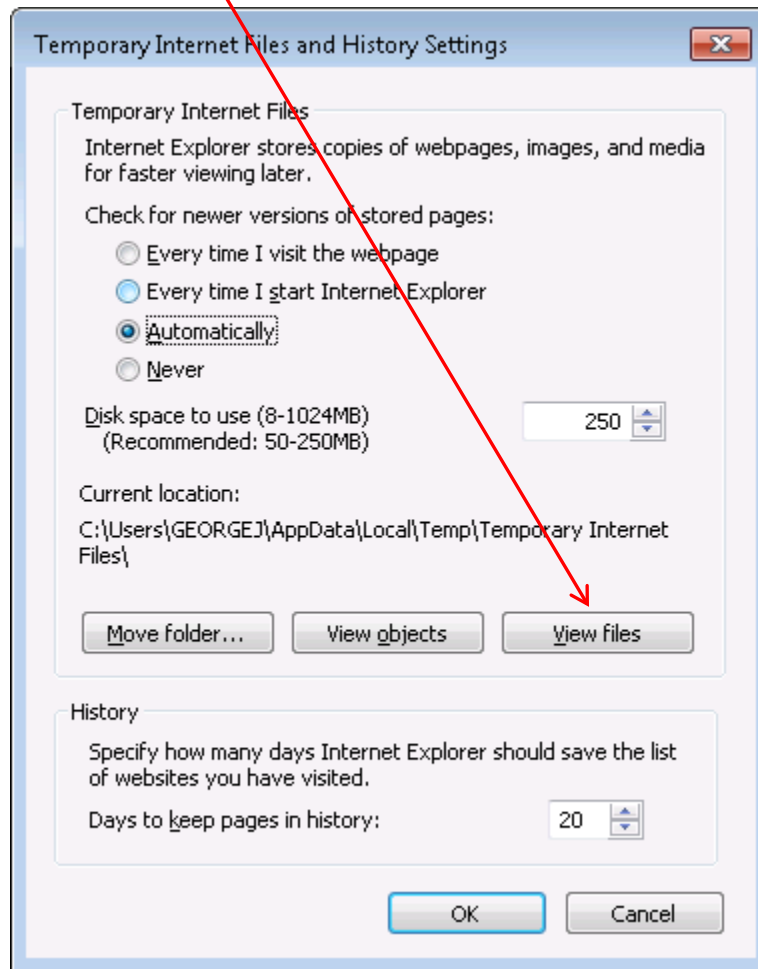 Temporary Internet Files and History Settings
Temporary Internet Files
Internet Explorer stores copies of webpages, images, and media
for faster viewing later.
Check for newer versions of stored pages:
Every time I visit the webpage
Every time I start Internet Explorer
Automatically
Never
Disk space to use (8-1024MB)
250
(Recommended: 50-250MB)
Current location:
C:\Users\GEORGEJ\AppData\Local\Temp\Temporary Internet
Files\
Move folder... View objects View files
History
Specify how many days Internet Explorer should save the list
of websites you have visited.
Days to keep pages in history: 20
OK Cancel